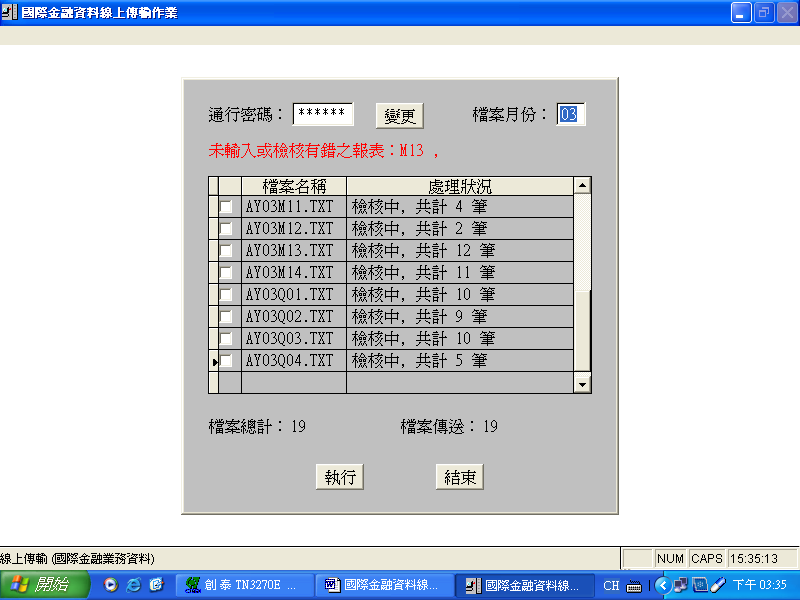 國際金融資料線上傳輸作業
通行密碼： ****** 變更 檔案月份： 03
未輸入或檢核有錯之報表：M13 ，
檔案名稱 處理狀況
AY03M11.TXT 檢核中，共計 4 筆
AY03M12.TXT 檢核中，共計 2 筆
AY03M13.TXT 檢核中，共計 12 筆
AY03M14.TXT 檢核中，共計 11 筆
AY03Q01.TXT 檢核中，共計 10 筆
AY03Q02.TXT 檢核中，共計 9 筆
AY03Q03.TXT 檢核中，共計 10 筆
AY03Q04.TXT 檢核中，共計 5 筆
檔案總計： 19 檔案傳送： 19
執行 結束
線上傳輸 (國際金融業務資料) NUM CAPS 15:35:13
開始 創泰 TN3270E ... 國際金融資料線... 國際金融資料線... CH 下午 03:35